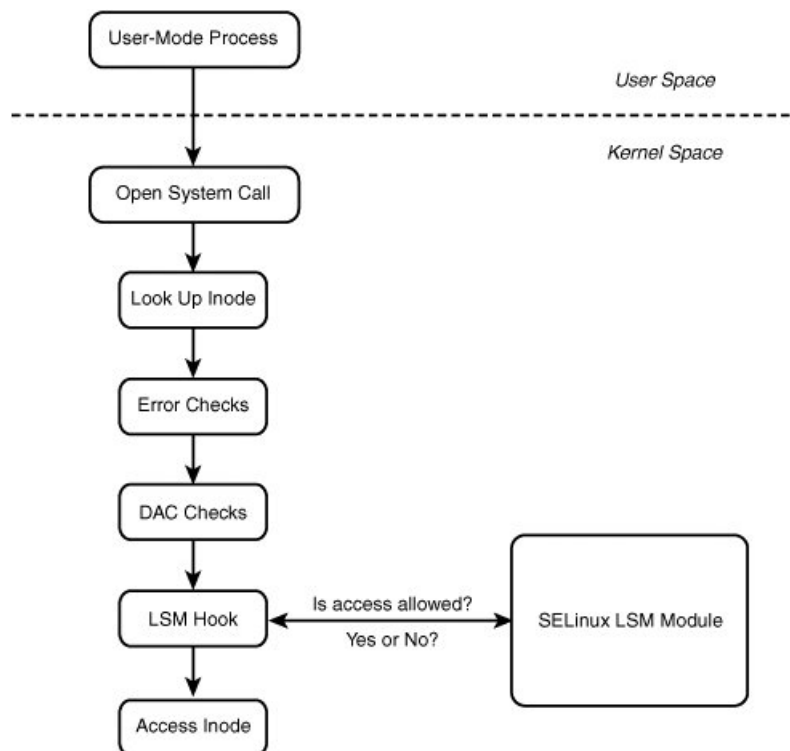 User-Mode Process
User Space
Kernel Space
Open System Call
Look Up Inode
Error Checks
DAC Checks
LSM Hook
Is access allowed?
Yes or No?
SELinux LSM Module
Access Inode